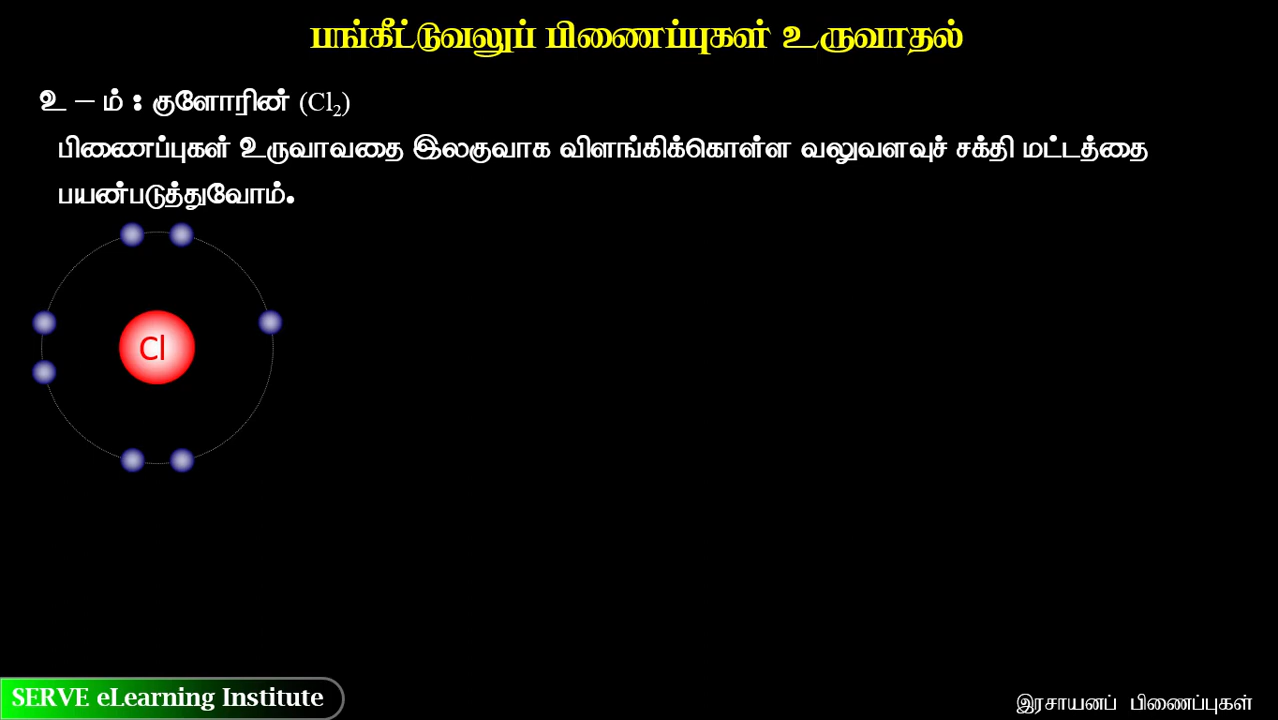 பங்கீட்டுவலுப் பிணைப்புகள் உருவாதல்
உ – ம் : குளோரின் (Cl₂)
பிணைப்புகள் உருவாவதை இலகுவாக விளங்கிக்கொள்ள வலுவளவுச் சக்தி மட்டத்தை
பயன்படுத்துவோம்.
Cl
SERVE eLearning Institute
இரசாயனப் பிணைப்புகள்